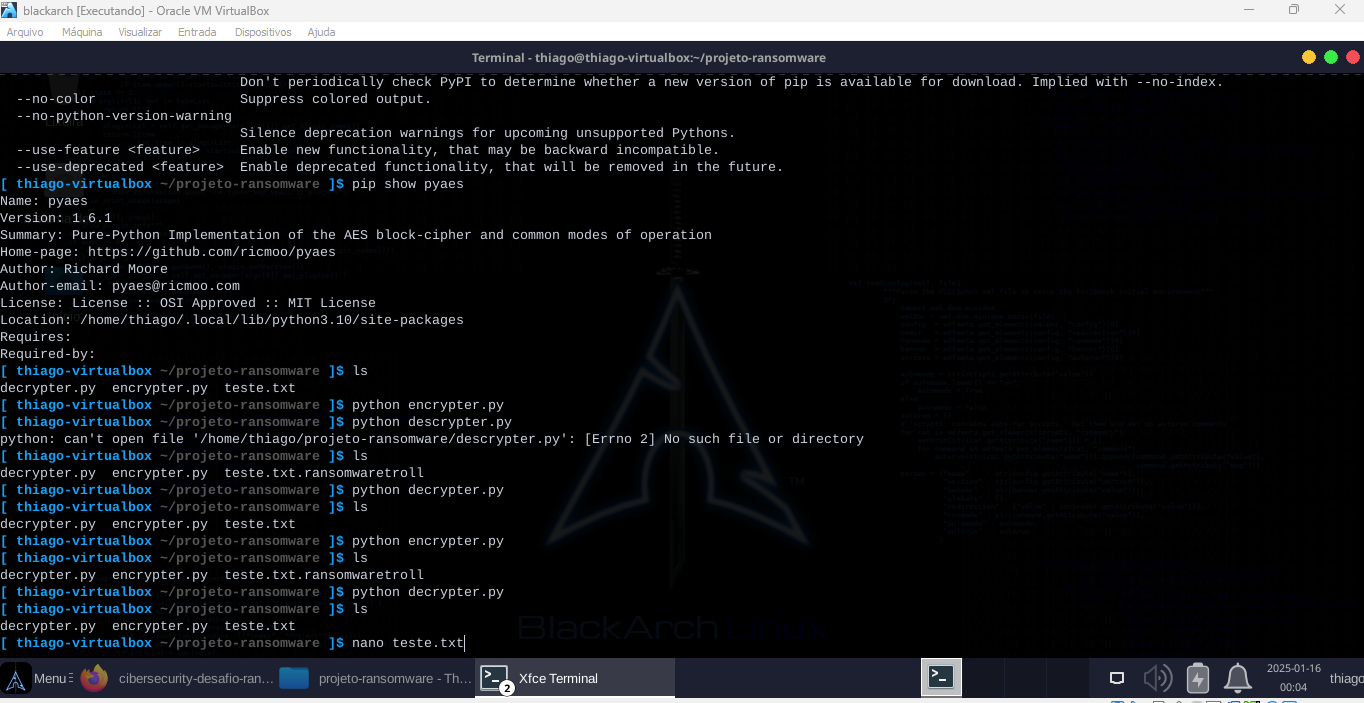 blackarch [Executando] - Oracle VM VirtualBox
Arquivo Máquina Visualizar Entrada Dispositivos Ajuda
Terminal - thiago@thiago-virtualbox:~/projeto-ransomware
Don't periodically check PyPI to determine whether a new version of pip is available for download. Implied with --no-index.
--no-color Suppress colored output.
--no-python-version-warning
Silence deprecation warnings for upcoming unsupported Pythons.
--use-feature <feature> Enable new functionality, that may be backward incompatible.
--use-deprecated <feature> Enable deprecated functionality, that will be removed in the future.
[ thiago-virtualbox ~/projeto-ransomware ]$ pip show pyaes
Name: pyaes
Version: 1.6.1
Summary: Pure-Python Implementation of the AES block-cipher and common modes of operation
Home-page: https://github.com/ricmoo/pyaes
Author: Richard Moore
Author-email: pyaes@ricmoo.com
License: License :: OSI Approved :: MIT License
Location: /home/thiago/.local/lib/python3.10/site-packages
Requires:
Required-by:
[ thiago-virtualbox ~/projeto-ransomware ]$ ls
decrypter.py encrypter.py teste.txt
[ thiago-virtualbox ~/projeto-ransomware ]$ python encrypter.py
[ thiago-virtualbox ~/projeto-ransomware ]$ python descrypter.py
python: can't open file '/home/thiago/projeto-ransomware/descrypter.py': [Errno 2] No such file or directory
[ thiago-virtualbox ~/projeto-ransomware ]$ ls
decrypter.py encrypter.py teste.txt.ransomwaretroll
[ thiago-virtualbox ~/projeto-ransomware ]$ python decrypter.py
[ thiago-virtualbox ~/projeto-ransomware ]$ ls
decrypter.py encrypter.py teste.txt
[ thiago-virtualbox ~/projeto-ransomware ]$ python encrypter.py
[ thiago-virtualbox ~/projeto-ransomware ]$ ls
decrypter.py encrypter.py teste.txt.ransomwaretroll
[ thiago-virtualbox ~/projeto-ransomware ]$ python decrypter.py
[ thiago-virtualbox ~/projeto-ransomware ]$ ls
decrypter.py encrypter.py teste.txt
[ thiago-virtualbox ~/projeto-ransomware ]$ nano teste.txt
BlackArch Linux
Menu cibersecurity-desafio-ran... projeto-ransomware - Th... 2 Xfce Terminal 2025-01-16 thiago
00:04